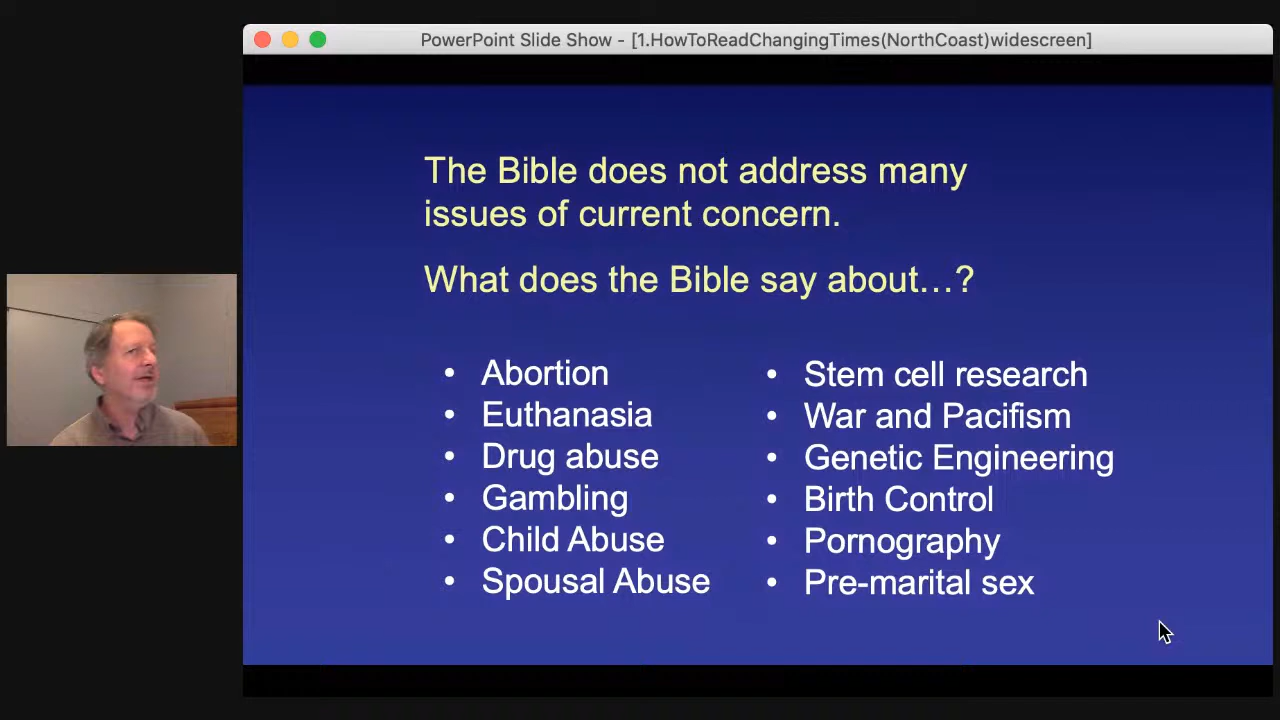 PowerPoint Slide Show - [1.HowToReadChangingTimes(NorthCoast)widescreen]
The Bible does not address many
issues of current concern.
What does the Bible say about…?
• Abortion
• Euthanasia
• Drug abuse
• Gambling
• Child Abuse
• Spousal Abuse
• Stem cell research
• War and Pacifism
• Genetic Engineering
• Birth Control
• Pornography
• Pre-marital sex